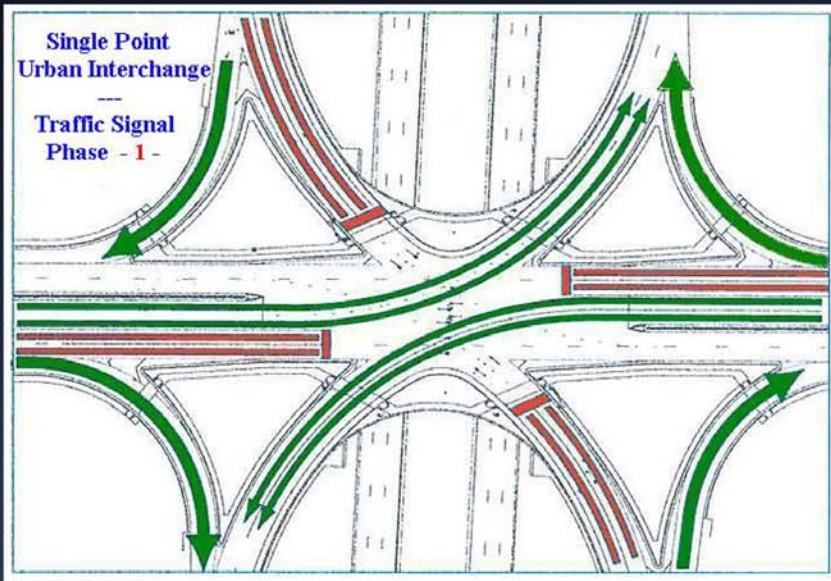 Single Point
Urban Interchange
---
Traffic Signal
Phase - 1 -